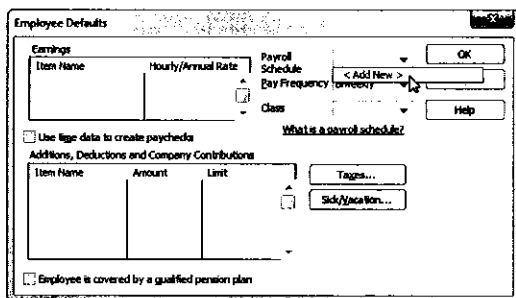 Employee Defaults
Earnings
Item Name Hourly/Annual Rate
Payroll Schedule
< Add New >
OK
Pay Frequency
Class
Help
What is a payroll schedule?
Use time data to create paychecks
Additions, Deductions and Company Contributions
Item Name Amount Limit
Taxes...
Sick/Vacation...
Employee is covered by a qualified pension plan